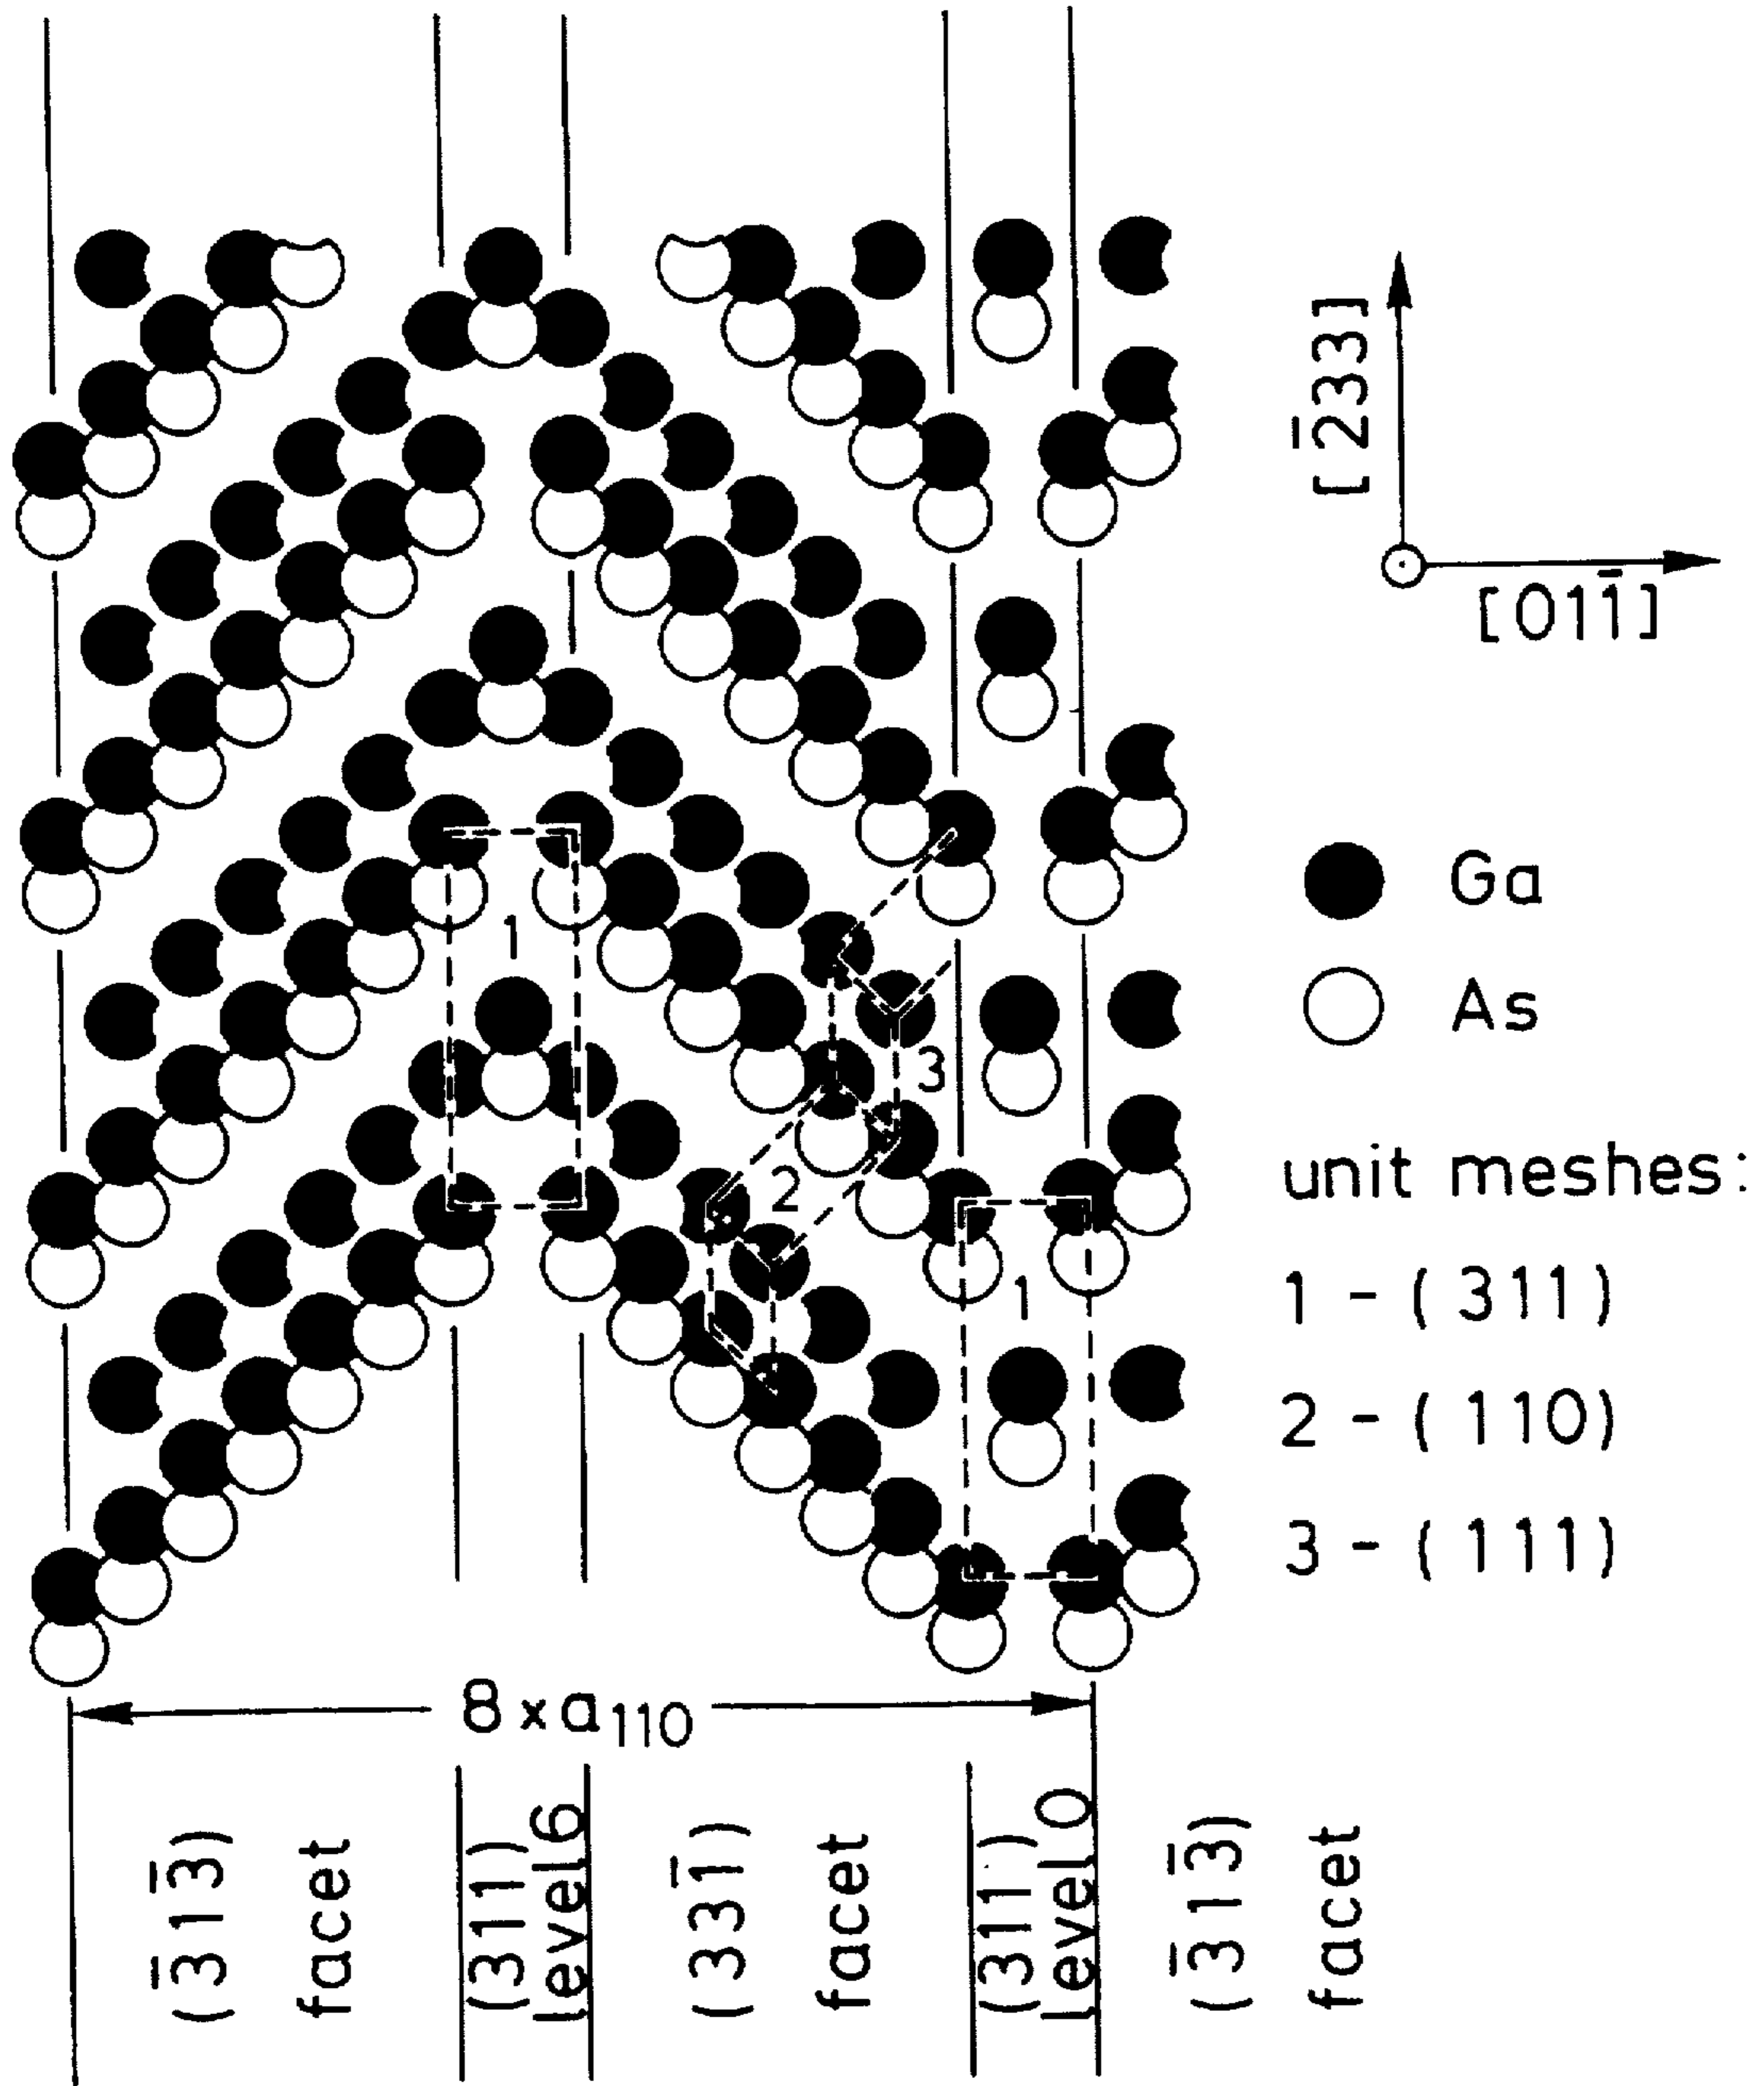 [2̅33]
[011̅]
Ga
As
1
3
2
1
unit meshes:
1 - (311)
2 - (110)
3 - (111)
8×a₁₁₀
(3̅13̅)
facet
(311)
level 6
(331̅)
facet
(311)
level 0
(3̅13̅)
facet